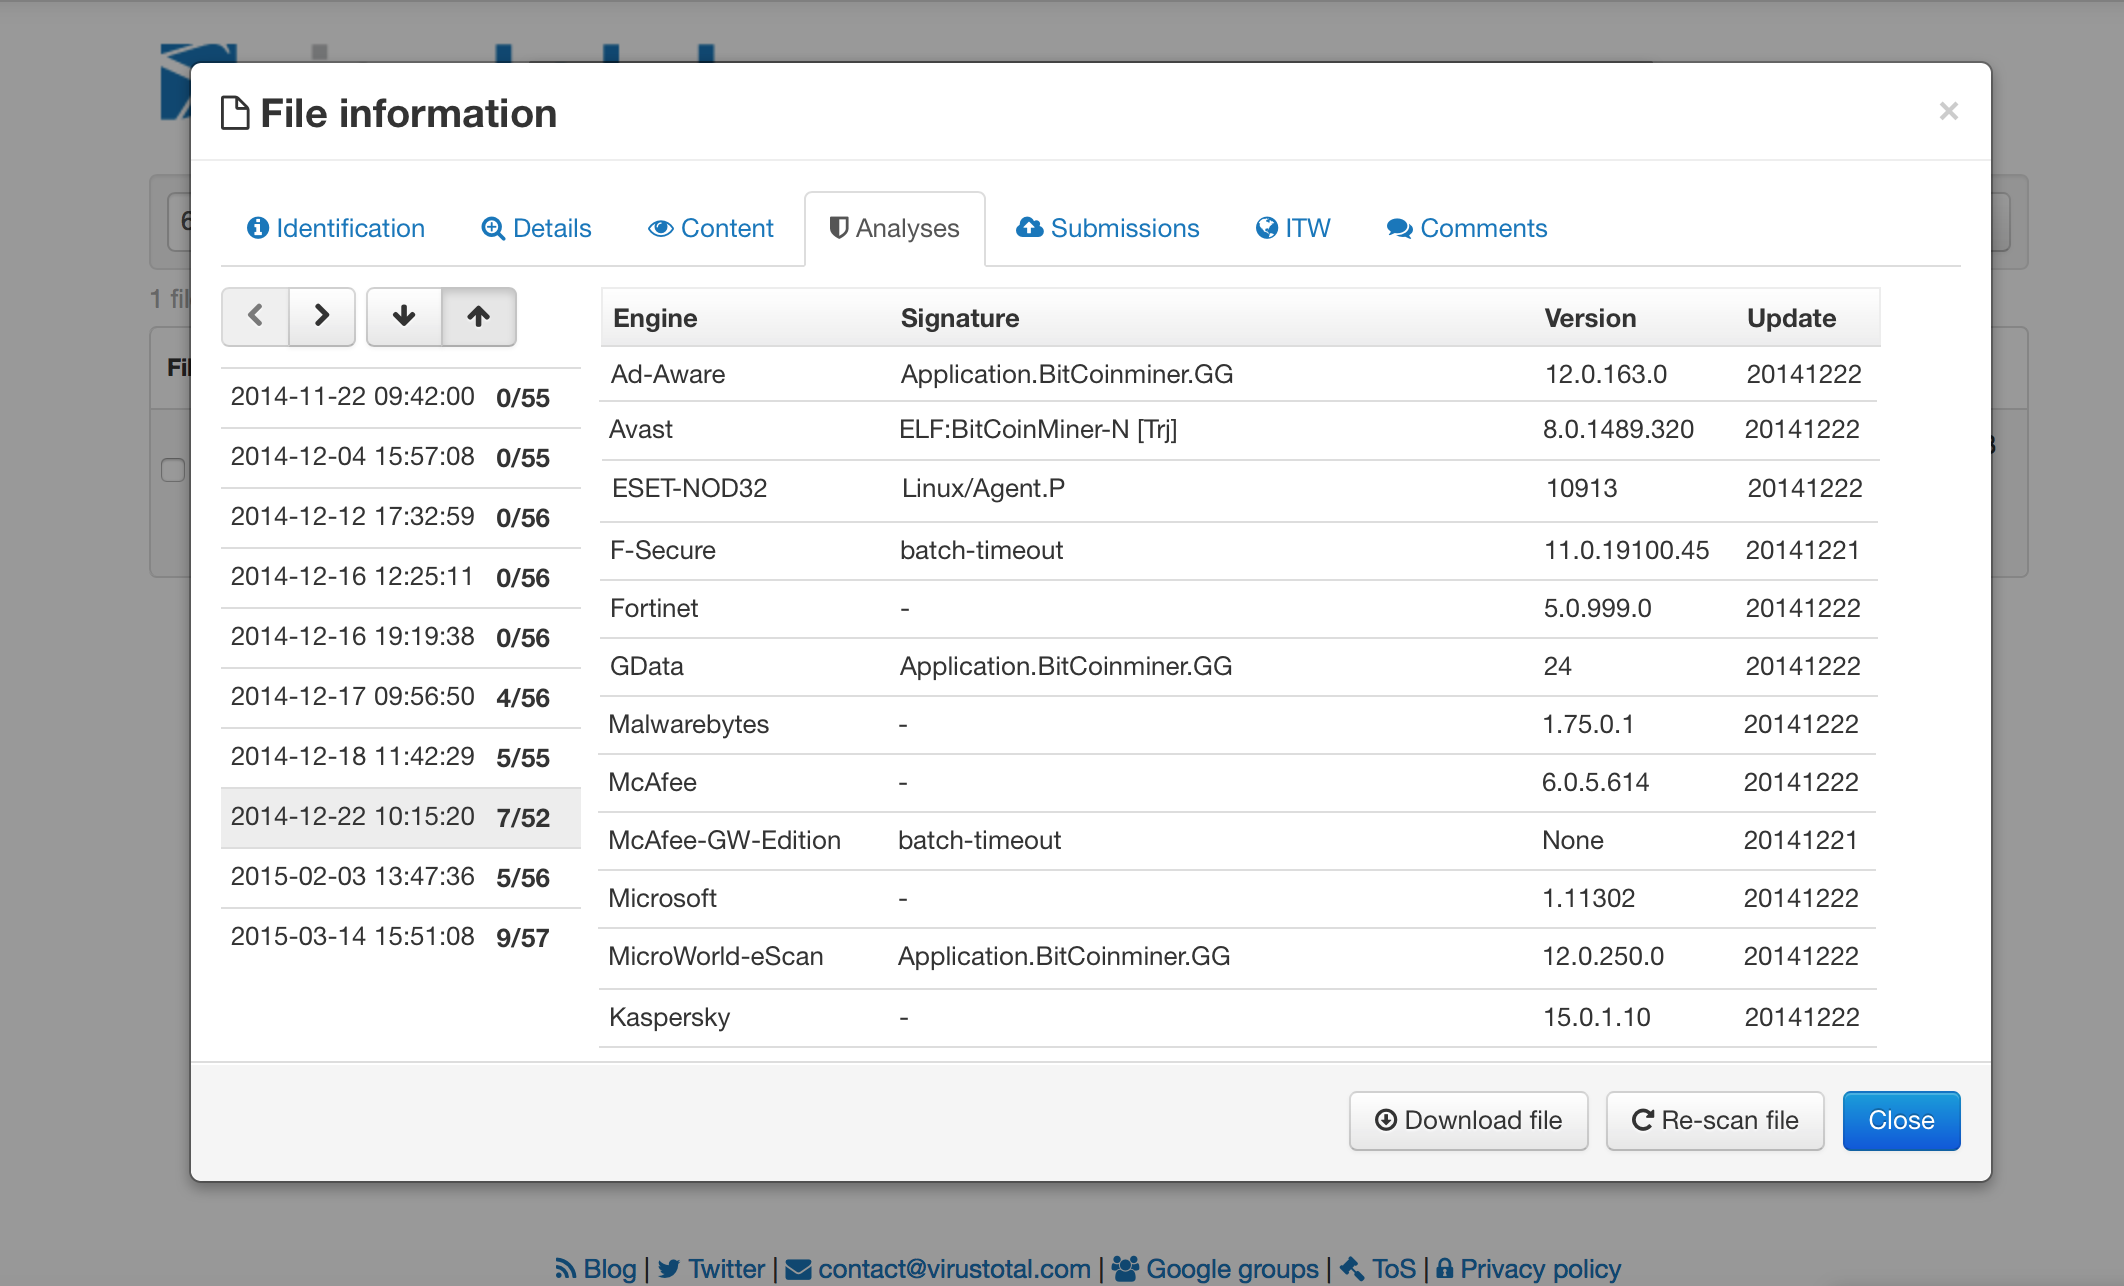 File information
×
Identification Details Content Analyses Submissions ITW Comments
1 fil
Fil
Engine Signature Version Update
2014-11-22 09:42:00 0/55
2014-12-04 15:57:08 0/55
2014-12-12 17:32:59 0/56
2014-12-16 12:25:11 0/56
2014-12-16 19:19:38 0/56
2014-12-17 09:56:50 4/56
2014-12-18 11:42:29 5/55
2014-12-22 10:15:20 7/52
2015-02-03 13:47:36 5/56
2015-03-14 15:51:08 9/57
Ad-Aware Application.BitCoinminer.GG 12.0.163.0 20141222
Avast ELF:BitCoinMiner-N [Trj] 8.0.1489.320 20141222
ESET-NOD32 Linux/Agent.P 10913 20141222
F-Secure batch-timeout 11.0.19100.45 20141221
Fortinet - 5.0.999.0 20141222
GData Application.BitCoinminer.GG 24 20141222
Malwarebytes - 1.75.0.1 20141222
McAfee - 6.0.5.614 20141222
McAfee-GW-Edition batch-timeout None 20141221
Microsoft - 1.11302 20141222
MicroWorld-eScan Application.BitCoinminer.GG 12.0.250.0 20141222
Kaspersky - 15.0.1.10 20141222
Download file Re-scan file Close
Blog | Twitter | contact@virustotal.com | Google groups | ToS | Privacy policy